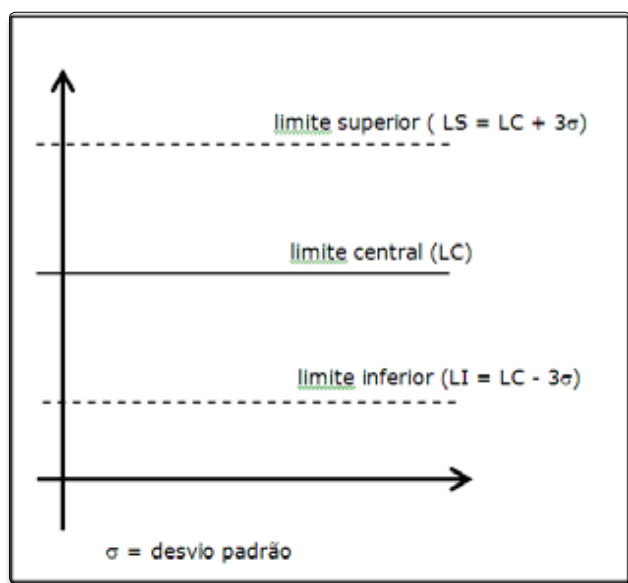 limite superior ( LS = LC + 3σ)
limite central (LC)
limite inferior (LI = LC - 3σ)
σ = desvio padrão